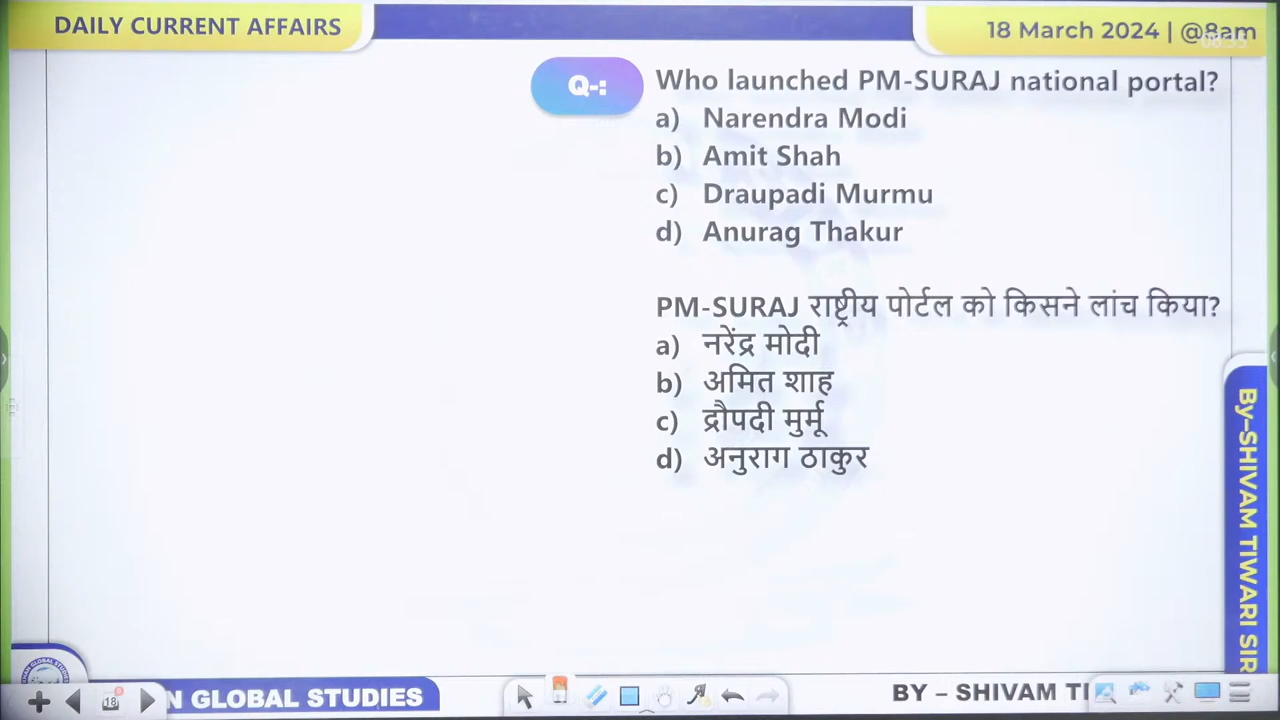 DAILY CURRENT AFFAIRS
18 March 2024 | @8am
Q-:
Who launched PM-SURAJ national portal?
a) Narendra Modi
b) Amit Shah
c) Draupadi Murmu
d) Anurag Thakur
PM-SURAJ राष्ट्रीय पोर्टल को किसने लांच किया?
a) नरेंद्र मोदी
b) अमित शाह
c) द्रौपदी मुर्मू
d) अनुराग ठाकुर
By-SHIVAM TIWARI SIR
18
N GLOBAL STUDIES
BY – SHIVAM TI